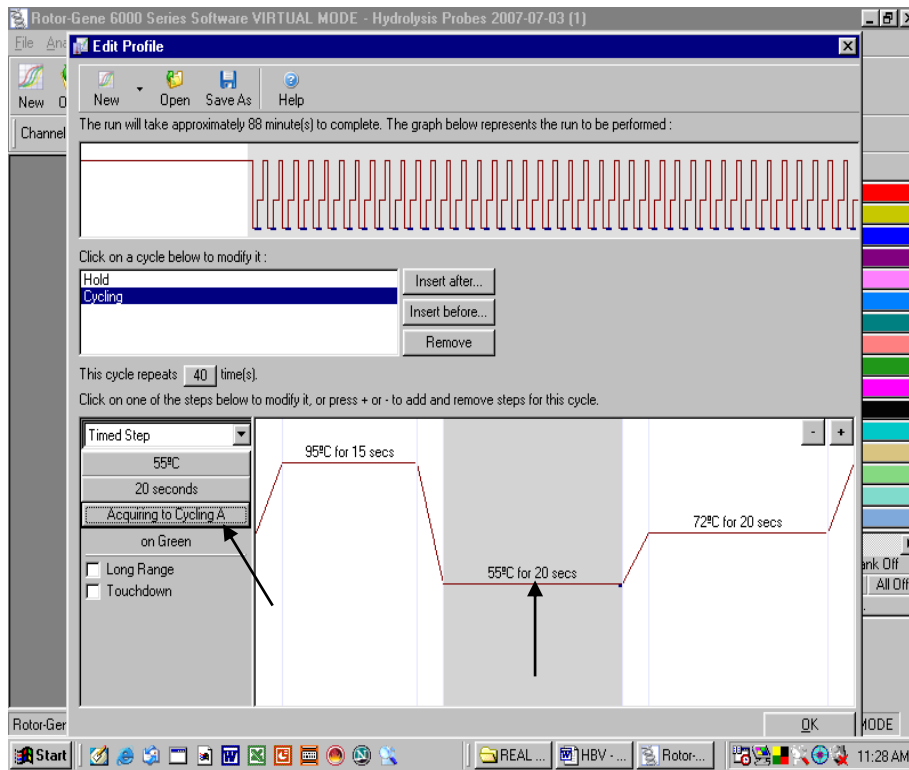 Rotor-Gene 6000 Series Software VIRTUAL MODE - Hydrolysis Probes 2007-07-03 (1)
File Ana
Edit Profile
New
New Open Save As Help
Channel
The run will take approximately 88 minute(s) to complete. The graph below represents the run to be performed :
Click on a cycle below to modify it :
Hold
Cycling
Insert after...
Insert before...
Remove
This cycle repeats 40 time(s).
Click on one of the steps below to modify it, or press + or - to add and remove steps for this cycle.
Timed Step
- +
55ºC
95ºC for 15 secs
20 seconds
Acquiring to Cycling A
72ºC for 20 secs
on Green
55ºC for 20 secs
Long Range
Touchdown
ank Off
All Off
Rotor-Ger
OK
MODE
Start
REAL ...
HBV - ...
Rotor-...
11:28 AM